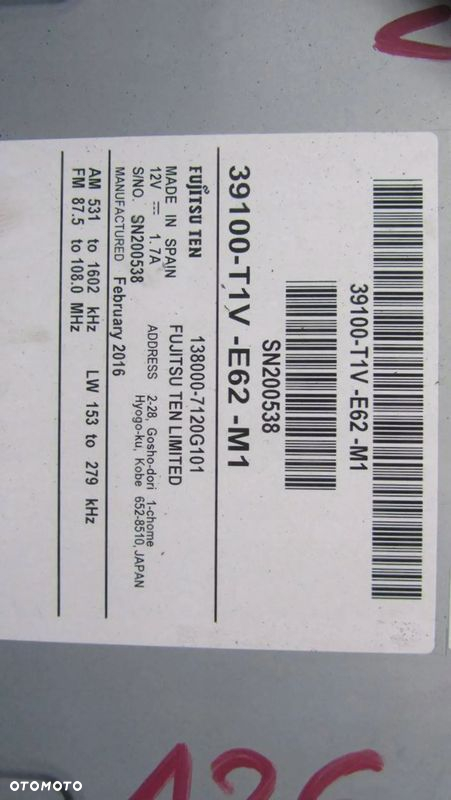 39100-T1V -E62 -M1
SN200538
39100-T1V -E62 -M1
FUJITSU TEN 138000-7120G101
MADE IN SPAIN FUJITSU TEN LIMITED
12V ⎓ 1.7A ADDRESS 2-28, Gosho-dori 1-chome
S/NO. SN200538 Hyogo-ku, Kobe 652-8510, JAPAN
MANUFACTURED February 2016
AM 531 to 1602 kHz LW 153 to 279 kHz
FM 87.5 to 108.0 MHz
OTOMOTO